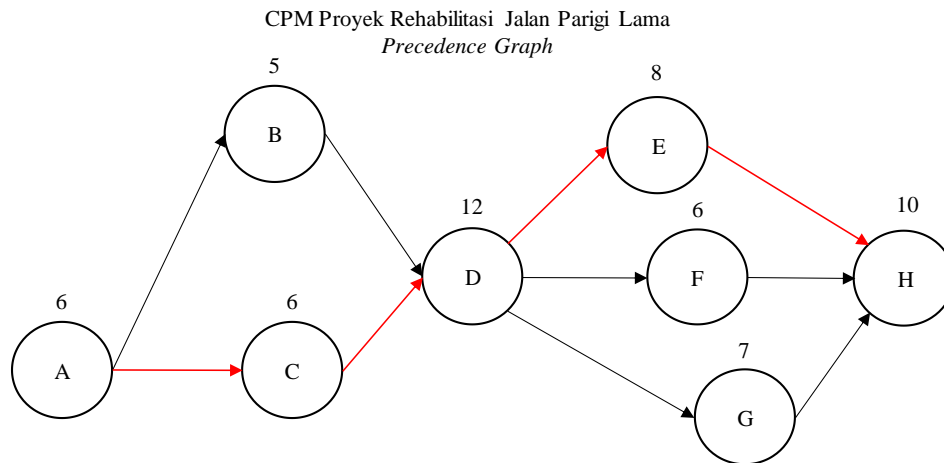 CPM Proyek Rehabilitasi Jalan Parigi Lama
Precedence Graph
5
8
B
E
12
6
10
6
6
D
F
H
A
C
7
G